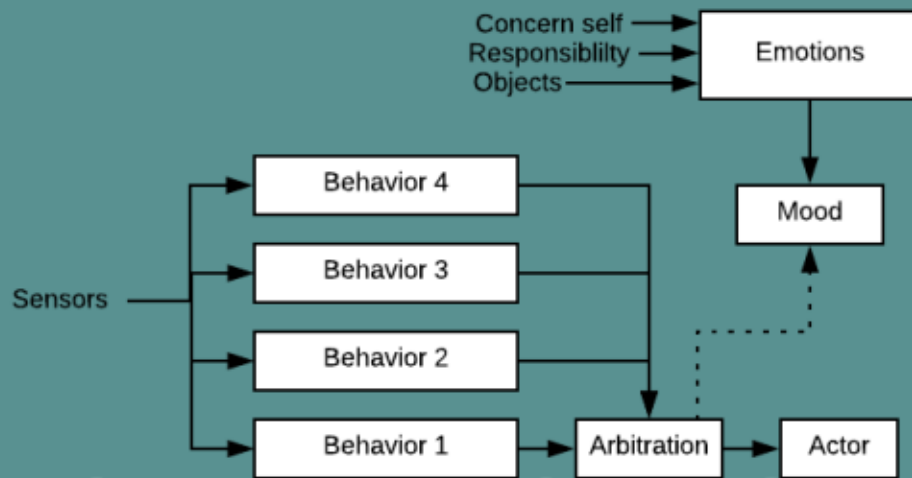 Concern self
Responsiblilty
Objects
Emotions
Mood
Behavior 4
Behavior 3
Sensors
Behavior 2
Behavior 1
Arbitration
Actor